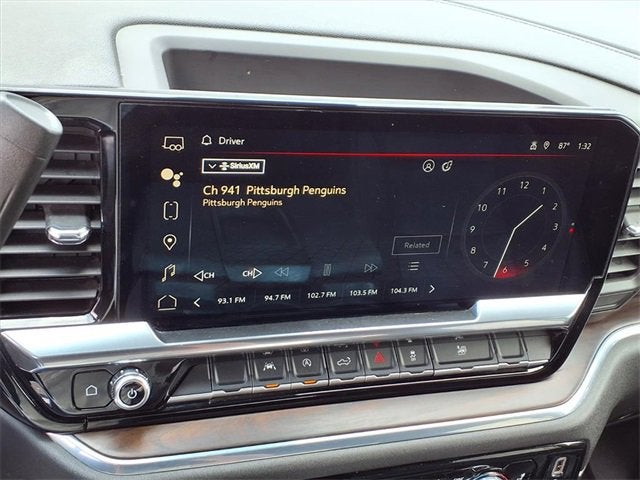 Driver
87° 1:32
SiriusXM
Ch 941 Pittsburgh Penguins
Pittsburgh Penguins
Related
CH CH
93.1 FM 94.7 FM 102.7 FM 103.5 FM 104.3 FM
12
11 1
10 2
9 3
8 4
7 5
6